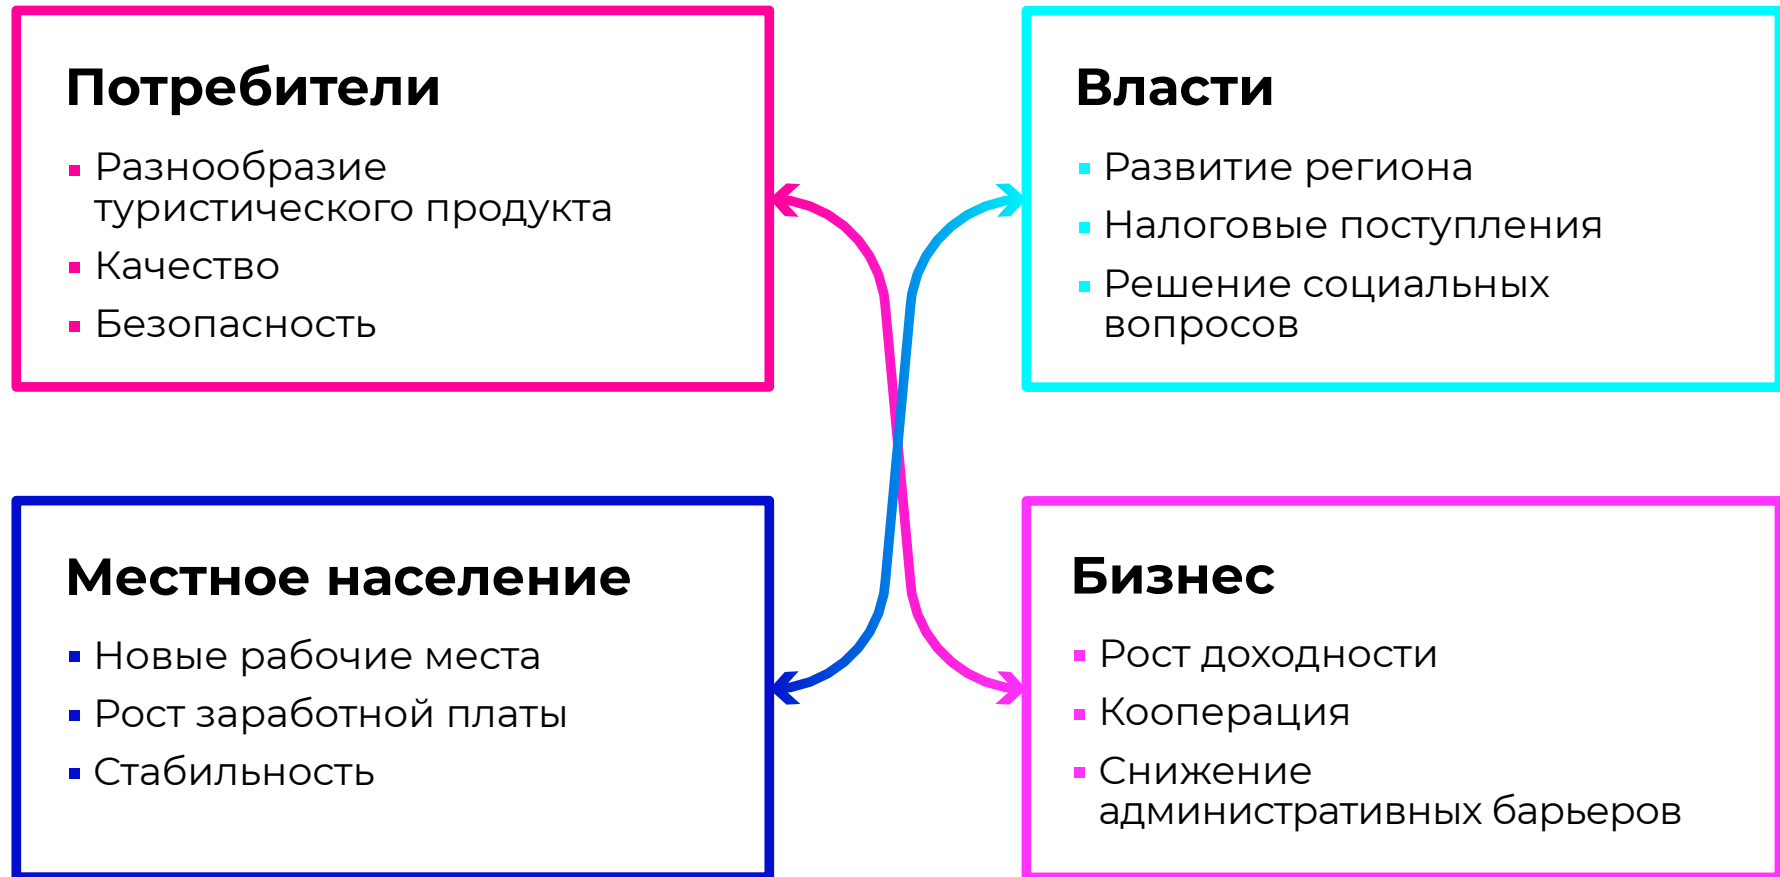 Потребители
Разнообразие
туристического продукта
Качество
Безопасность
Власти
Развитие региона
Налоговые поступления
Решение социальных
вопросов
Местное население
Новые рабочие места
Рост заработной платы
Стабильность
Бизнес
Рост доходности
Кооперация
Снижение
административных барьеров